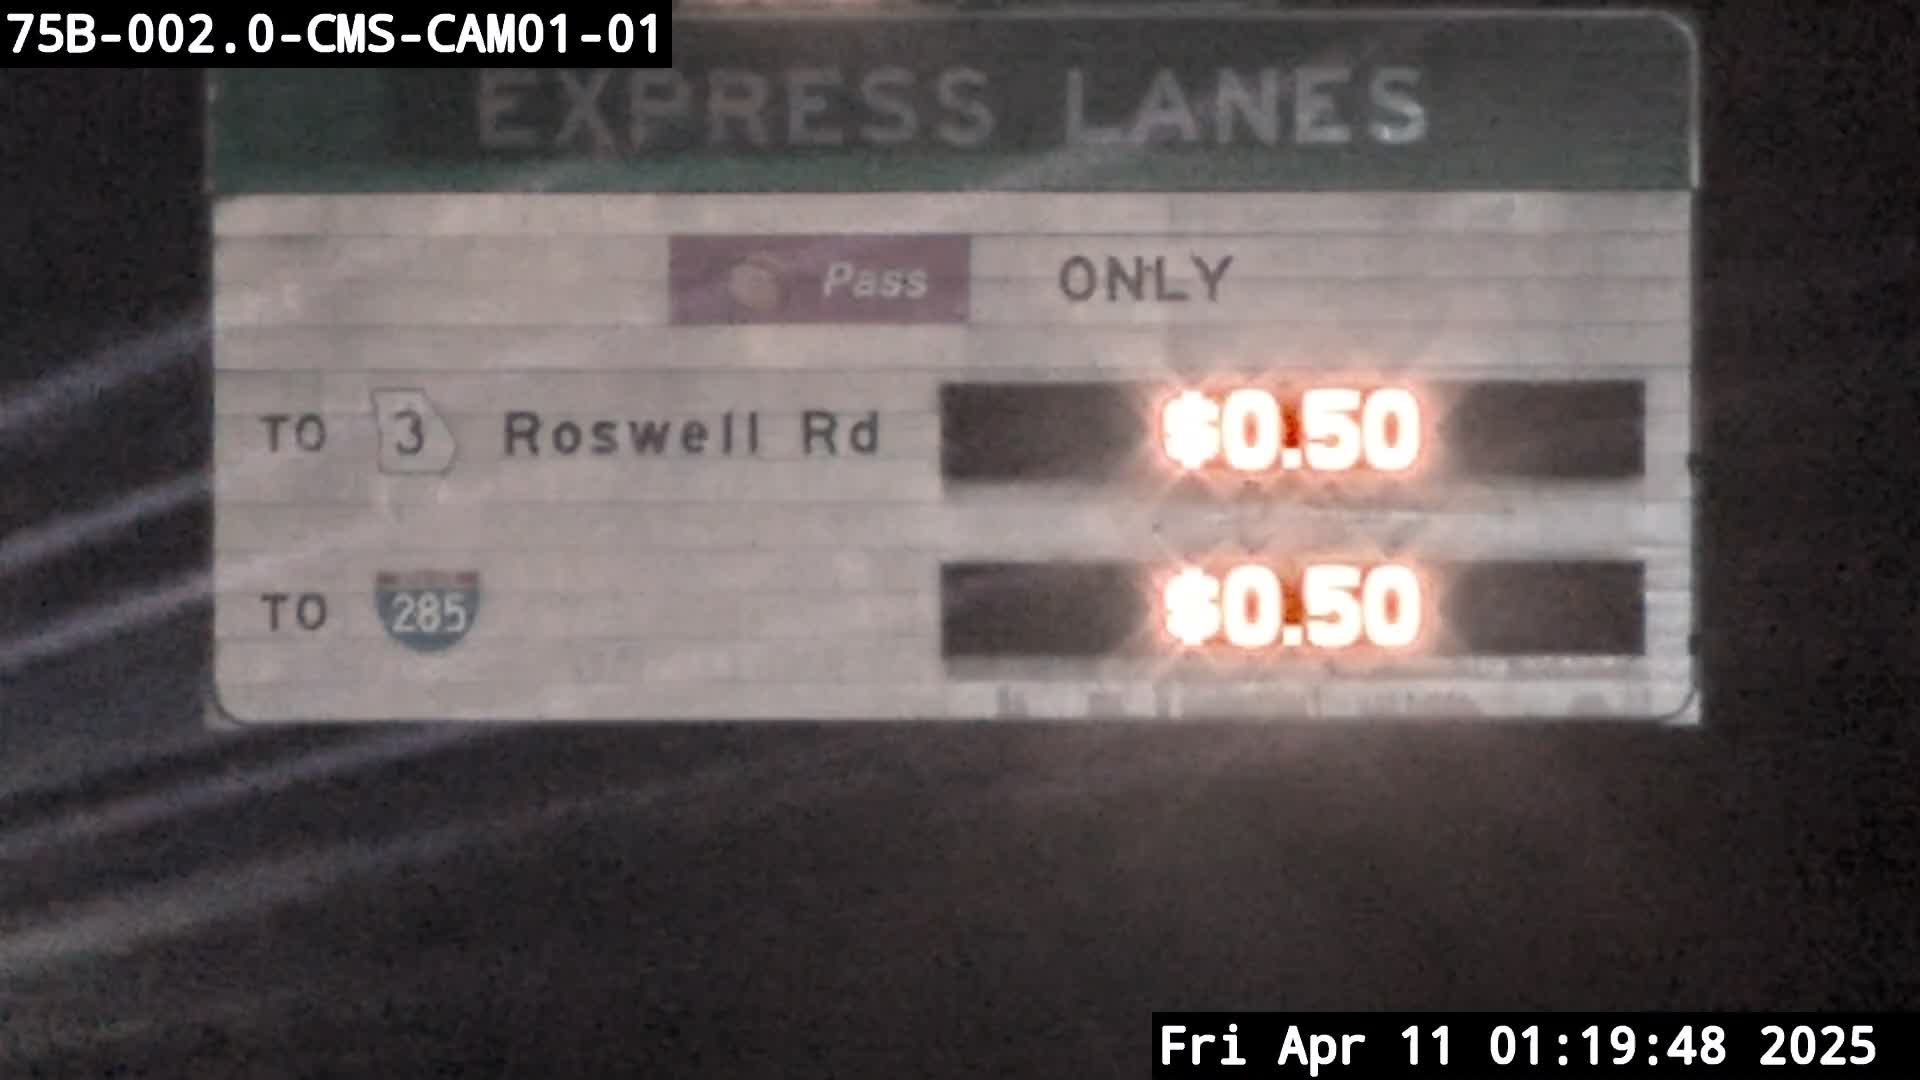 75B-002.0-CMS-CAM01-01
EXPRESS LANES
Pass ONLY
TO 3 Roswell Rd $0.50
TO 285 $0.50
Fri Apr 11 01:19:48 2025